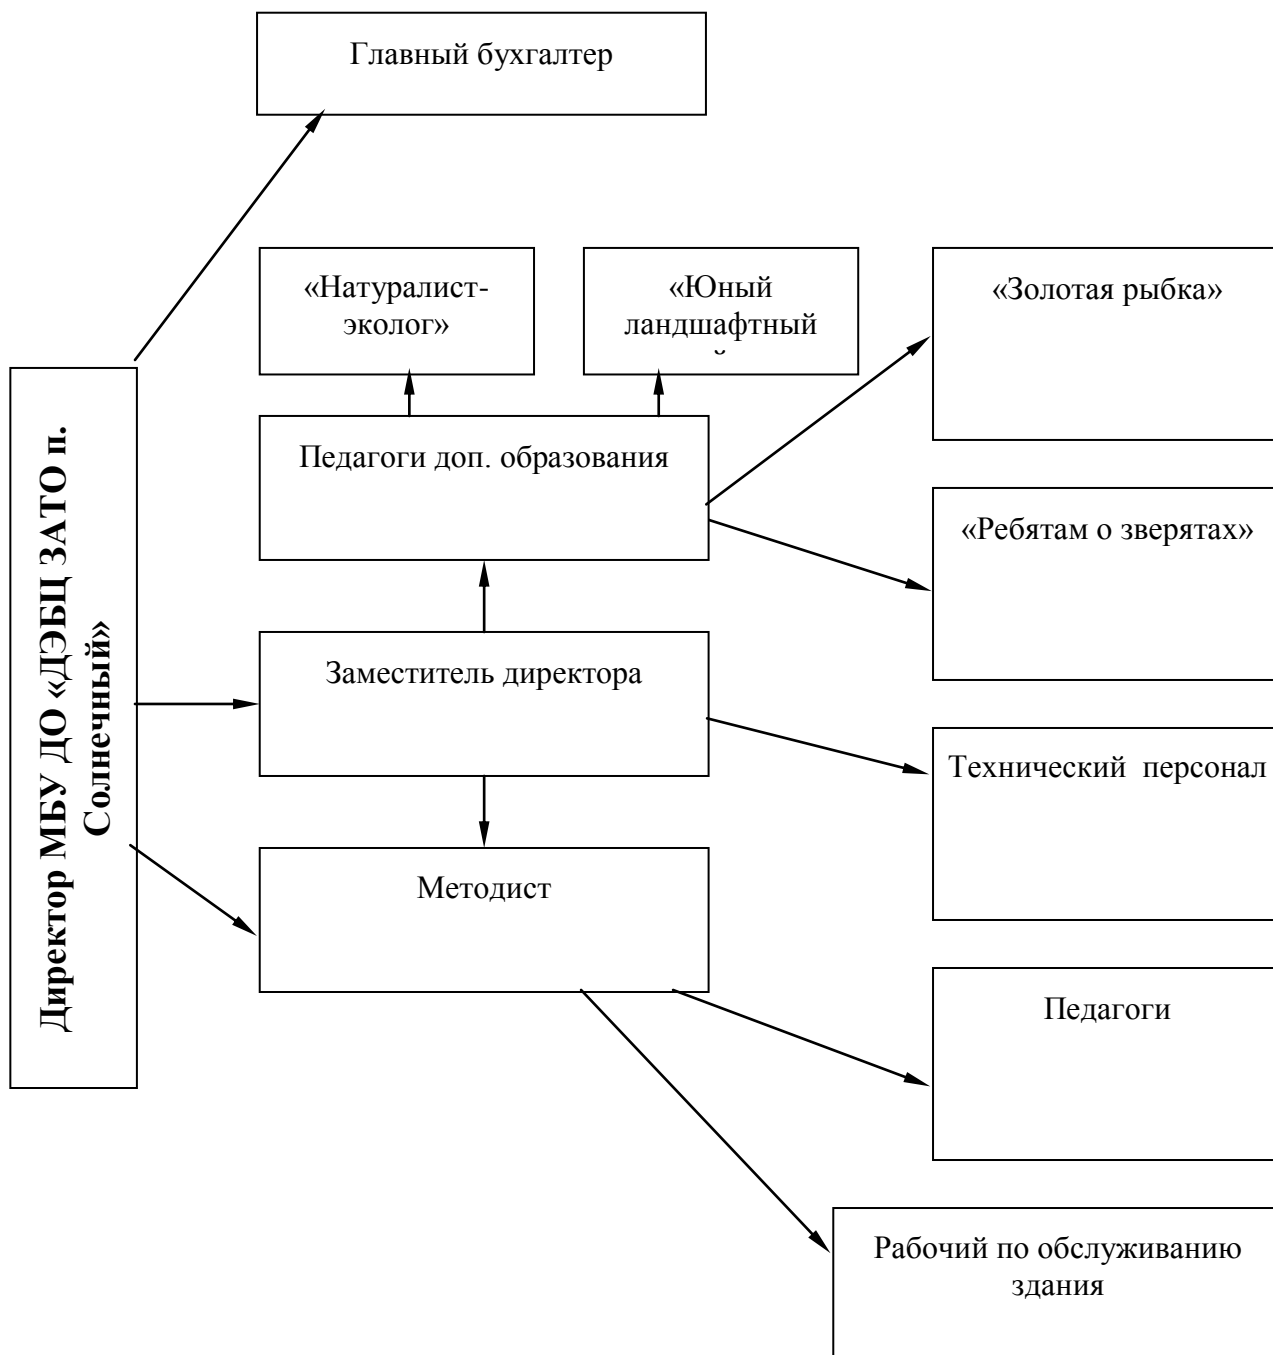 Главный бухгалтер
«Натуралист-
эколог»
«Юный
ландшафтный
«Золотая рыбка»
Педагоги доп. образования
«Ребятам о зверятах»
Директор МБУ ДО «ДЭБЦ ЗАТО п.
Солнечный»
Заместитель директора
Технический персонал
Методист
Педагоги
Рабочий по обслуживанию
здания